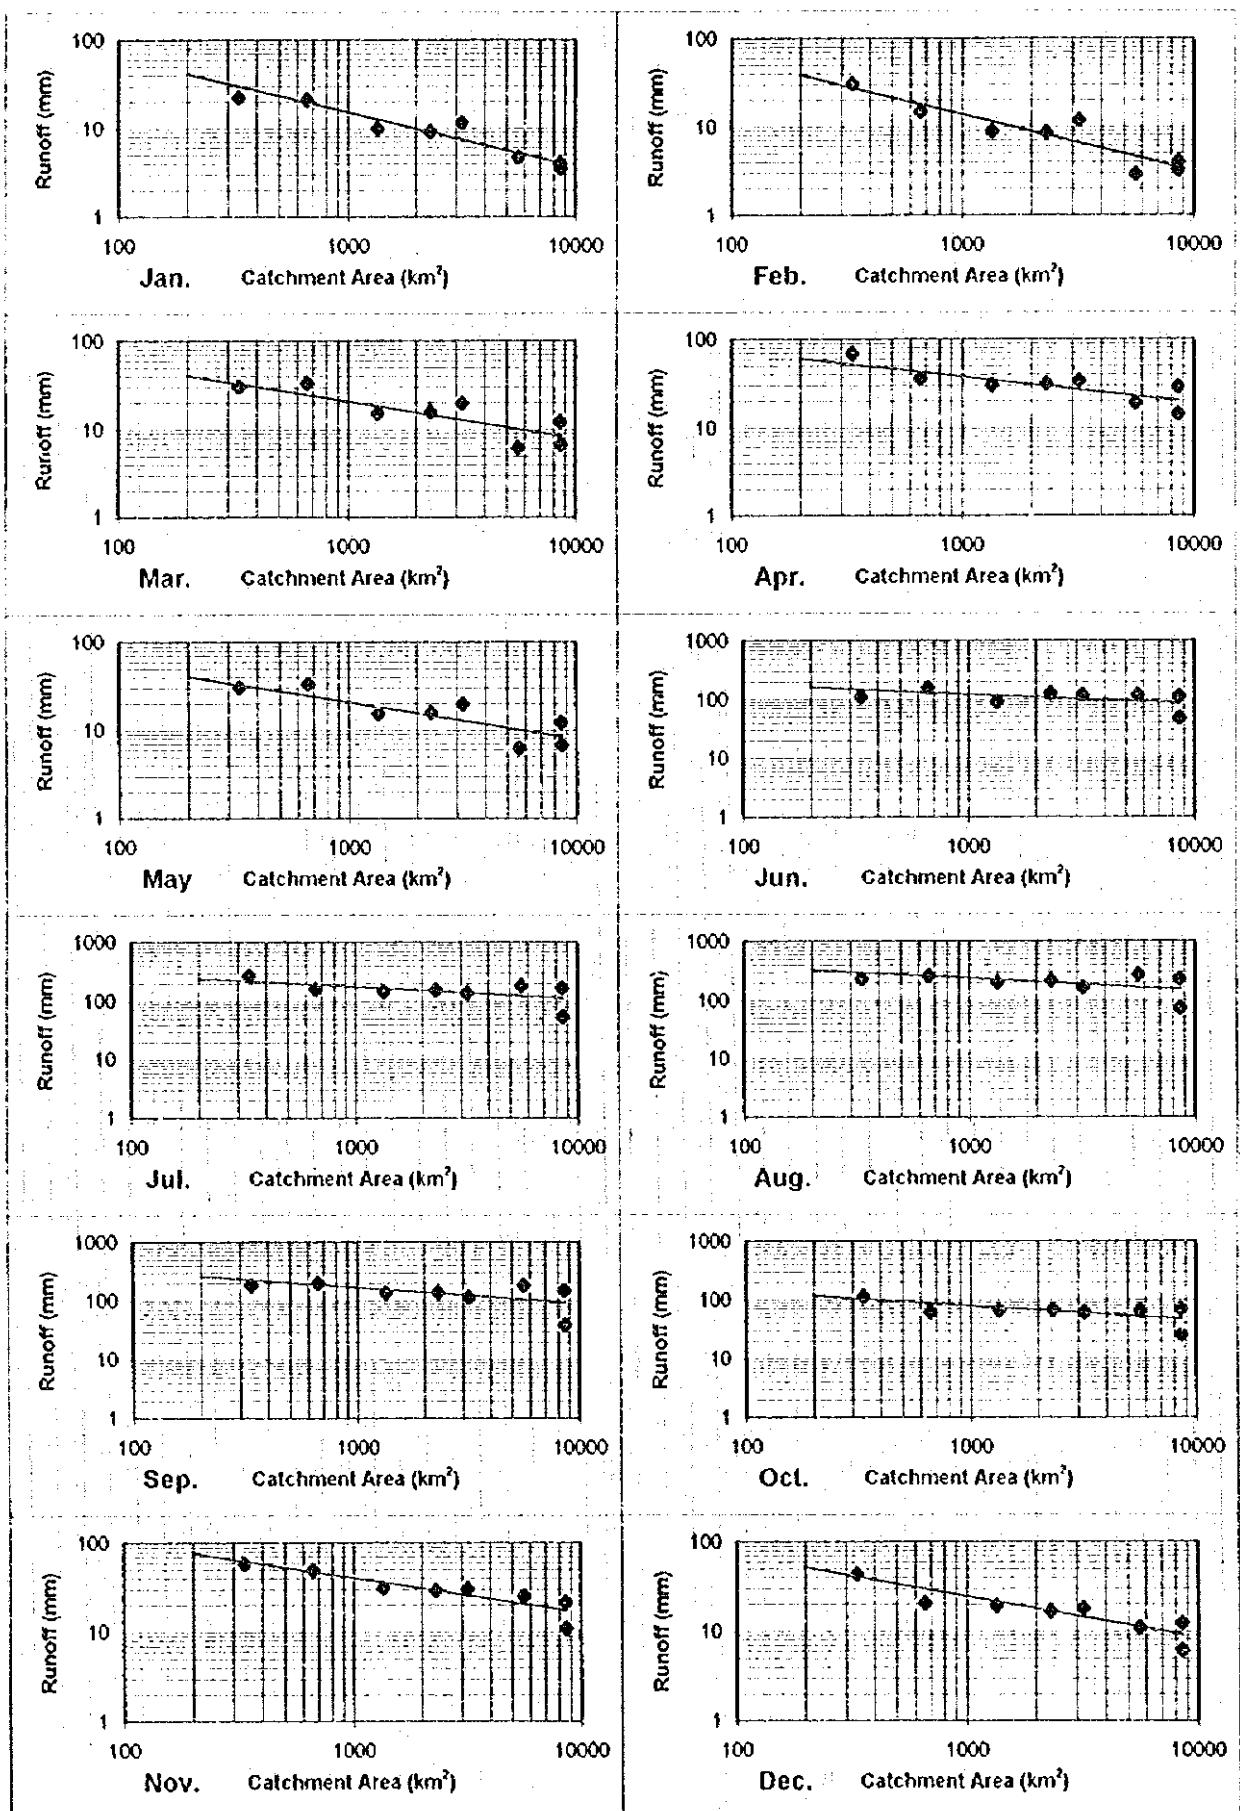 100
10
1
Runoff (mm)
100 1000 10000
Jan. Catchment Area (km²)
100
10
1
Runoff (mm)
100 1000 10000
Feb. Catchment Area (km²)
100
10
1
Runoff (mm)
100 1000 10000
Mar. Catchment Area (km²)
100
10
1
Runoff (mm)
100 1000 10000
Apr. Catchment Area (km²)
100
10
1
Runoff (mm)
100 1000 10000
May Catchment Area (km²)
1000
100
10
1
Runoff (mm)
100 1000 10000
Jun. Catchment Area (km²)
1000
100
10
1
Runoff (mm)
100 1000 10000
Jul. Catchment Area (km²)
1000
100
10
1
Runoff (mm)
100 1000 10000
Aug. Catchment Area (km²)
1000
100
10
1
Runoff (mm)
100 1000 10000
Sep. Catchment Area (km²)
1000
100
10
1
Runoff (mm)
100 1000 10000
Oct. Catchment Area (km²)
100
10
1
Runoff (mm)
100 1000 10000
Nov. Catchment Area (km²)
100
10
1
Runoff (mm)
100 1000 10000
Dec. Catchment Area (km²)